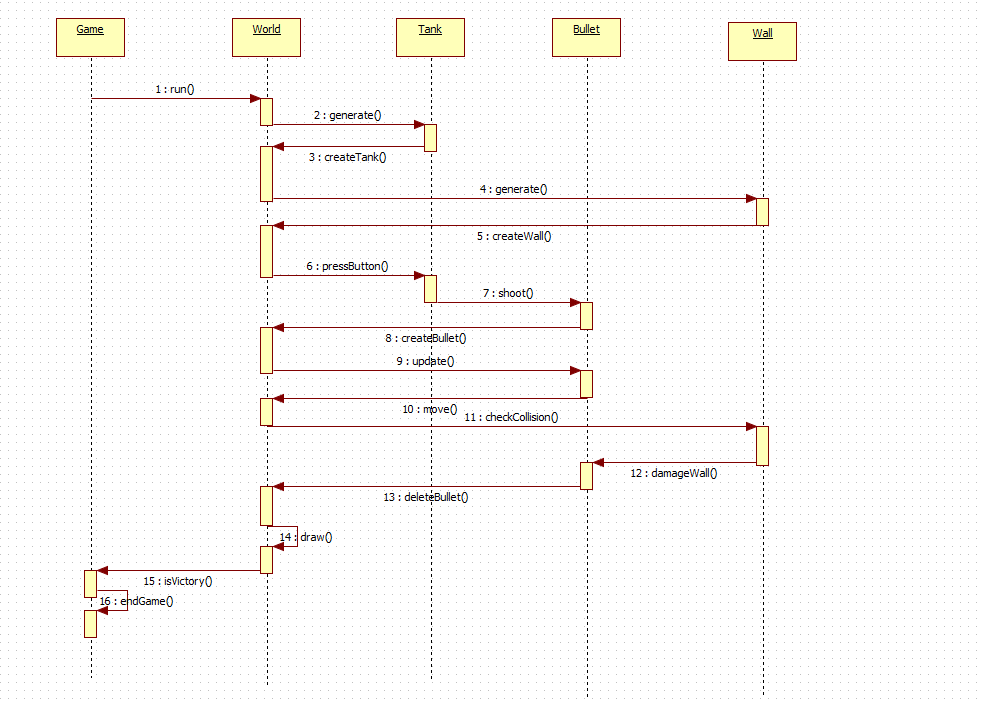 Game
World
Tank
Bullet
Wall
1 : run()
2 : generate()
3 : createTank()
4 : generate()
5 : createWall()
6 : pressButton()
7 : shoot()
8 : createBullet()
9 : update()
10 : move()
11 : checkCollision()
12 : damageWall()
13 : deleteBullet()
14 : draw()
15 : isVictory()
16 : endGame()